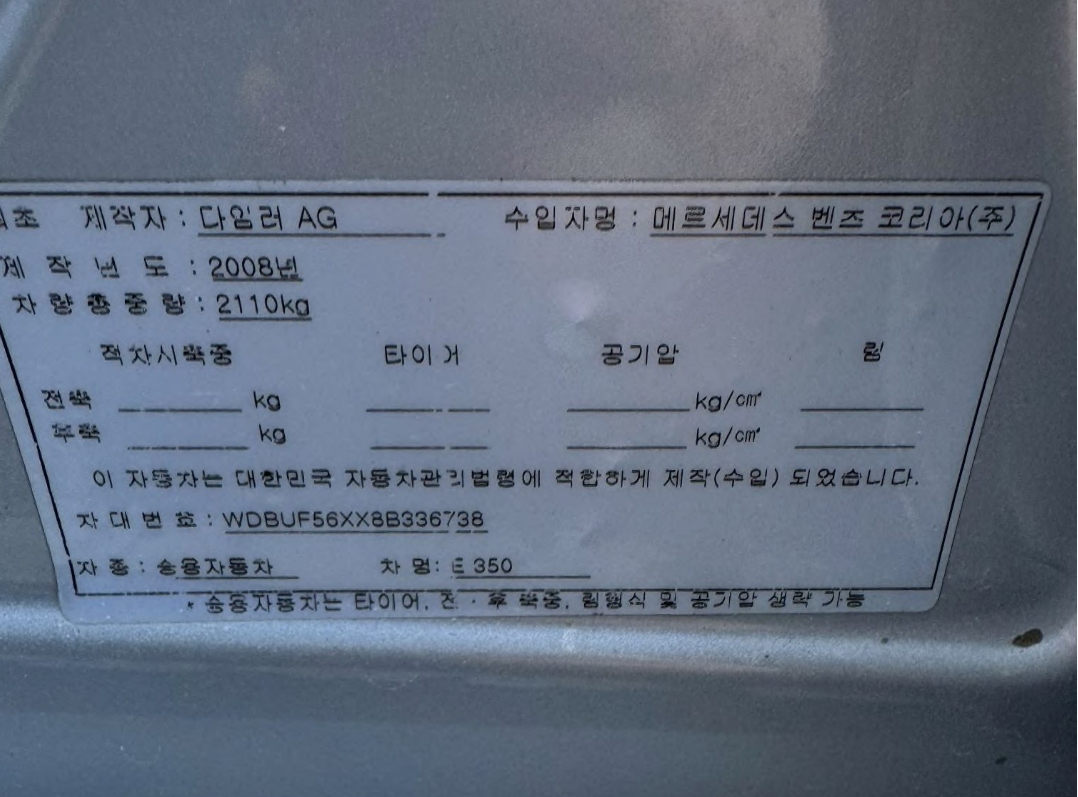 최초 제작자 : 다임러 AG 수입자명 : 메르세데스 벤즈 코리아(주)
제 작 년 도 : 2008년
차 량 총 중 량 : 2110kg
적차시축중 타이어 공기압 림
전축 kg kg/㎠
후축 kg kg/㎠
이 자동차는 대한민국 자동차관리법령에 적합하게 제작(수입) 되었습니다.
차 대 번 호 : WDBUF56XX8B336738
차 종 : 승용자동차 차 명: E 350
* 승용자동차는 타이어, 전 · 후 축중, 림형식 및 공기압 생략 가능